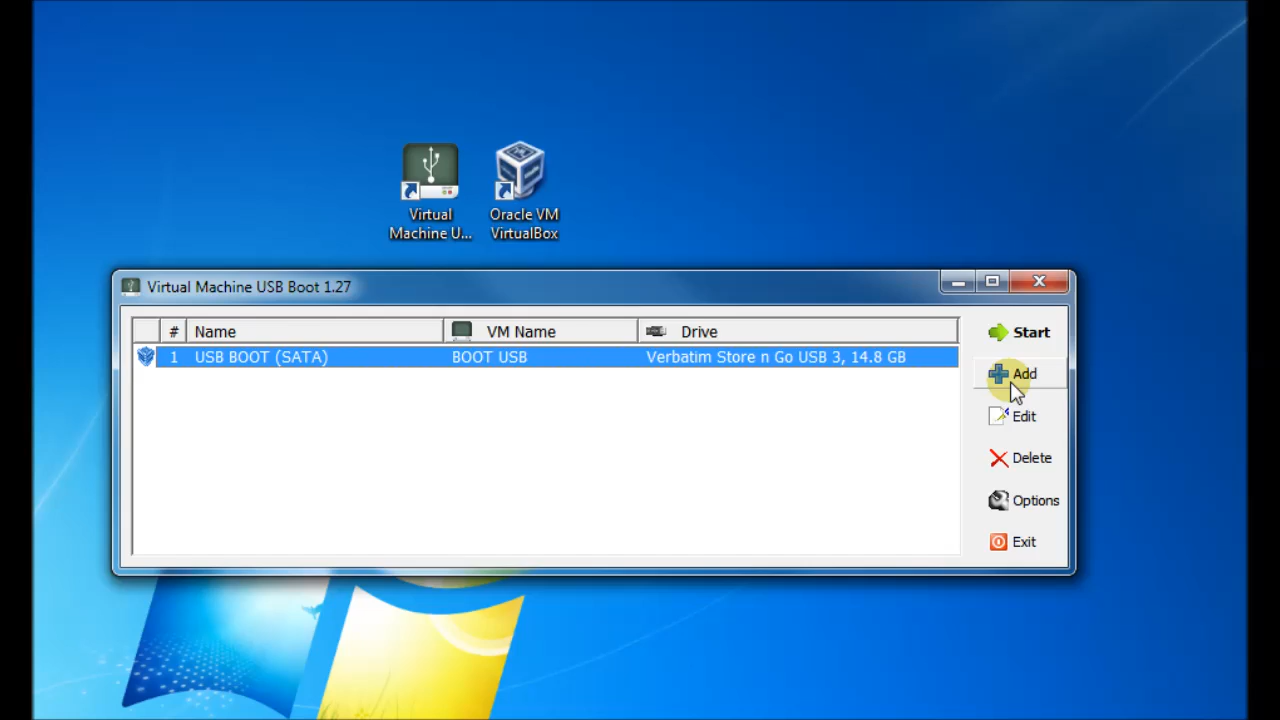 Virtual
Machine U...
Oracle VM
VirtualBox
Virtual Machine USB Boot 1.27
# Name VM Name Drive
1 USB BOOT (SATA) BOOT USB Verbatim Store n Go USB 3, 14.8 GB
Start
Add
Edit
Delete
Options
Exit